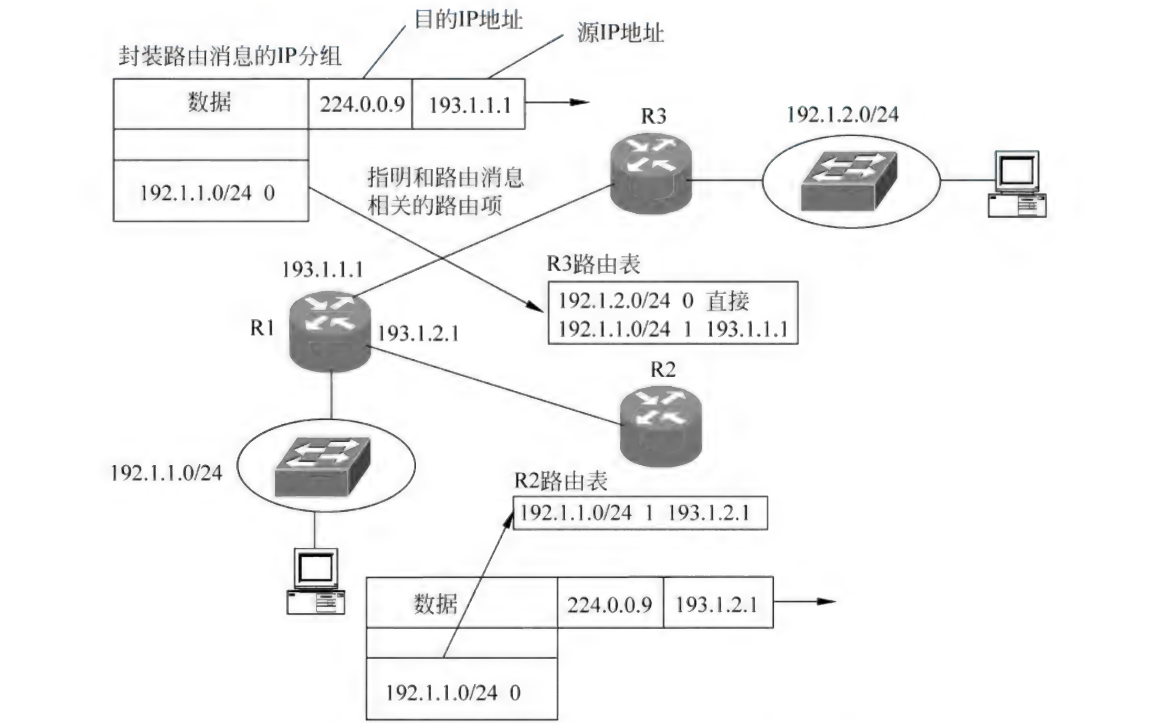 目的IP地址
源IP地址
封装路由消息的IP分组
数据 224.0.0.9 193.1.1.1
192.1.1.0/24 0
指明和路由消息
相关的路由项
R3
192.1.2.0/24
R3路由表
192.1.2.0/24 0 直接
192.1.1.0/24 1 193.1.1.1
193.1.1.1
R1
193.1.2.1
R2
192.1.1.0/24
R2路由表
192.1.1.0/24 1 193.1.2.1
数据 224.0.0.9 193.1.2.1
192.1.1.0/24 0